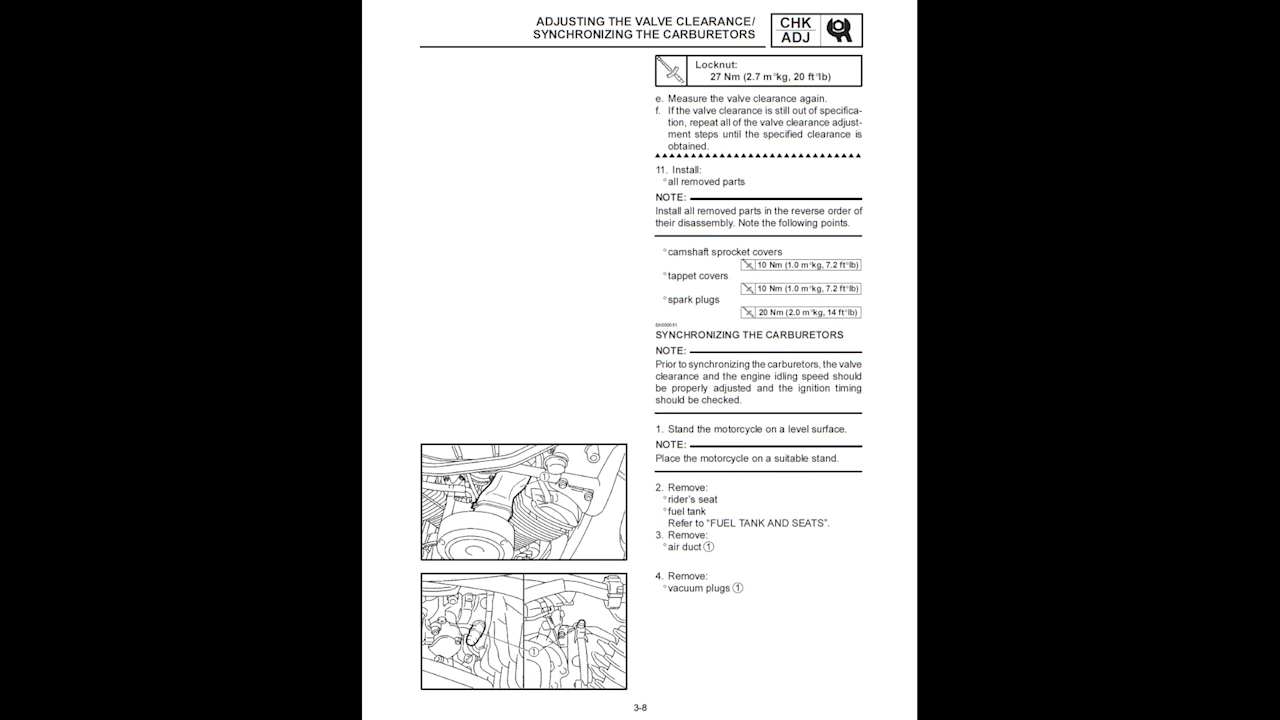 ADJUSTING THE VALVE CLEARANCE/
SYNCHRONIZING THE CARBURETORS
CHK
ADJ
Locknut:
27 Nm (2.7 m°kg, 20 ft°lb)
e. Measure the valve clearance again.
f. If the valve clearance is still out of specifica-
tion, repeat all of the valve clearance adjust-
ment steps until the specified clearance is
obtained.
11. Install:
°all removed parts
NOTE:
Install all removed parts in the reverse order of
their disassembly. Note the following points.
°camshaft sprocket covers
10 Nm (1.0 m°kg, 7.2 ft°lb)
°tappet covers
10 Nm (1.0 m°kg, 7.2 ft°lb)
°spark plugs
20 Nm (2.0 m°kg, 14 ft°lb)
EAS00051
SYNCHRONIZING THE CARBURETORS
NOTE:
Prior to synchronizing the carburetors, the valve
clearance and the engine idling speed should
be properly adjusted and the ignition timing
should be checked.
1. Stand the motorcycle on a level surface.
NOTE:
Place the motorcycle on a suitable stand.
2. Remove:
°rider's seat
°fuel tank
Refer to "FUEL TANK AND SEATS".
3. Remove:
°air duct ①
4. Remove:
°vacuum plugs ①
①
①
3-8